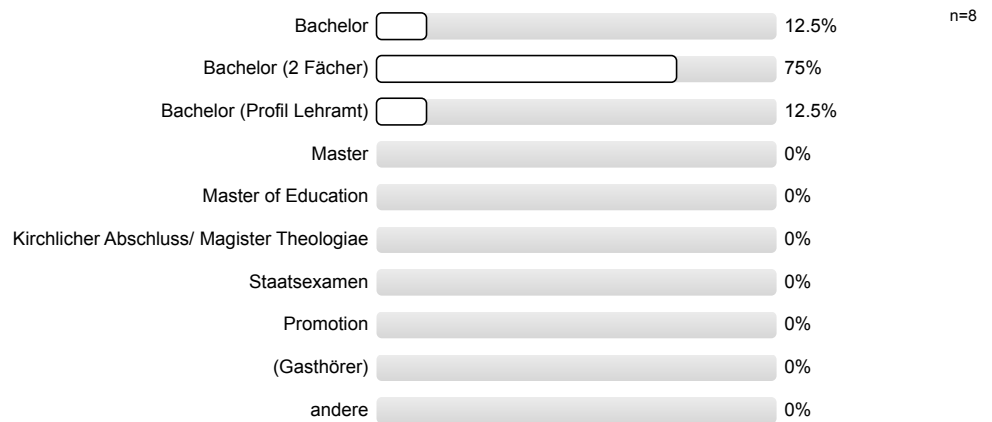 n=8
Bachelor 12.5%
Bachelor (2 Fächer) 75%
Bachelor (Profil Lehramt) 12.5%
Master 0%
Master of Education 0%
Kirchlicher Abschluss/ Magister Theologiae 0%
Staatsexamen 0%
Promotion 0%
(Gasthörer) 0%
andere 0%